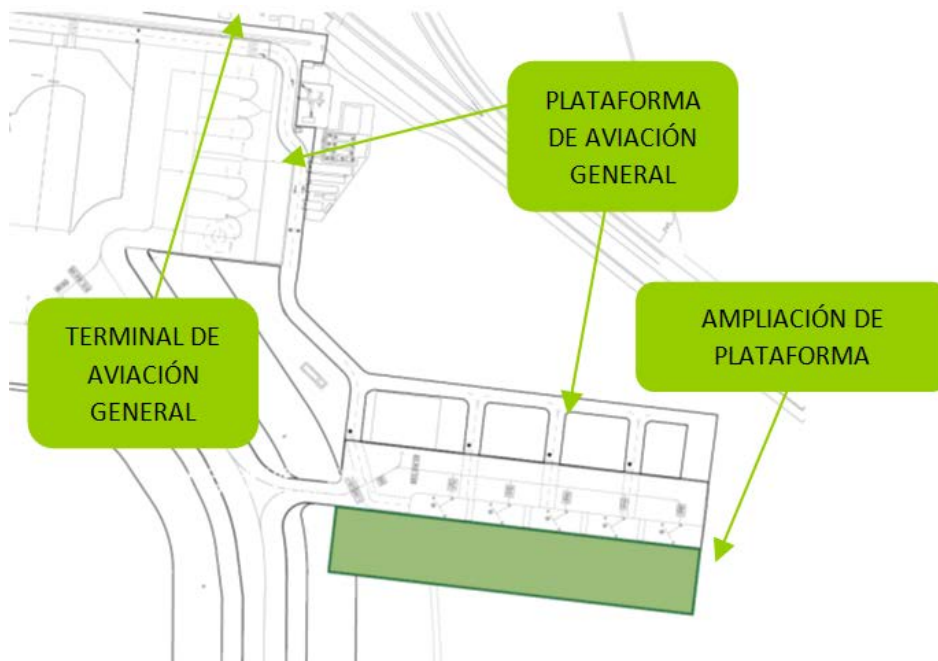 PLATAFORMA
DE AVIACIÓN
GENERAL
AMPLIACIÓN DE
PLATAFORMA
TERMINAL DE
AVIACIÓN
GENERAL